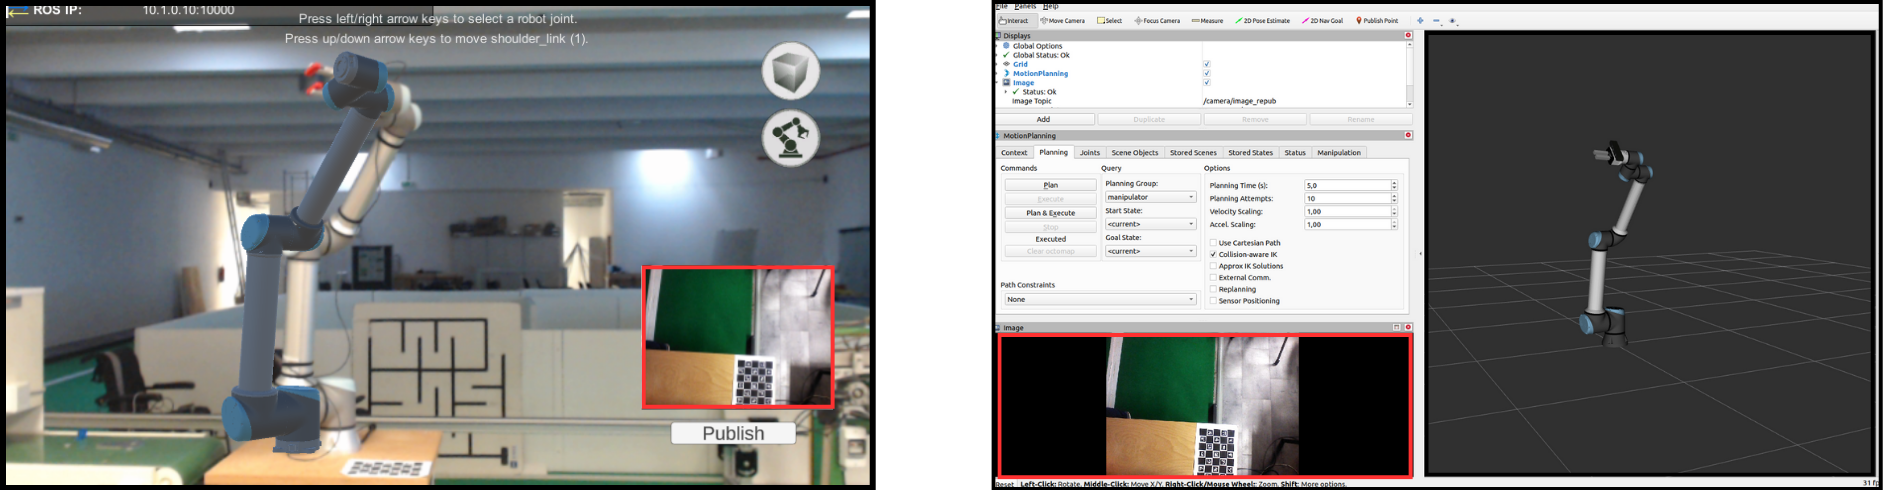 ROS IP: 10.1.0.10:10000
Press left/right arrow keys to select a robot joint.
Press up/down arrow keys to move shoulder_link (1).
Publish
File Panels Help
Interact Move Camera Select Focus Camera Measure 2D Pose Estimate 2D Nav Goal Publish Point
Displays
Global Options
Global Status: Ok
Grid
MotionPlanning
Image
Status: Ok
Image Topic /camera/image_repub
Add Duplicate Remove Rename
MotionPlanning
Context Planning Joints Scene Objects Stored Scenes Stored States Status Manipulation
Commands Query Options
Plan
Execute
Plan & Execute
Stop
Executed
Clear octomap
Planning Group:
manipulator
Start State:
<current>
Goal State:
<current>
Planning Time (s): 5,0
Planning Attempts: 10
Velocity Scaling: 1,00
Accel. Scaling: 1,00
Use Cartesian Path
Collision-aware IK
Approx IK Solutions
External Comm.
Replanning
Sensor Positioning
Path Constraints
None
Image
Reset Left-Click: Rotate. Middle-Click: Move X/Y. Right-Click/Mouse Wheel: Zoom. Shift: More options.
31 fp